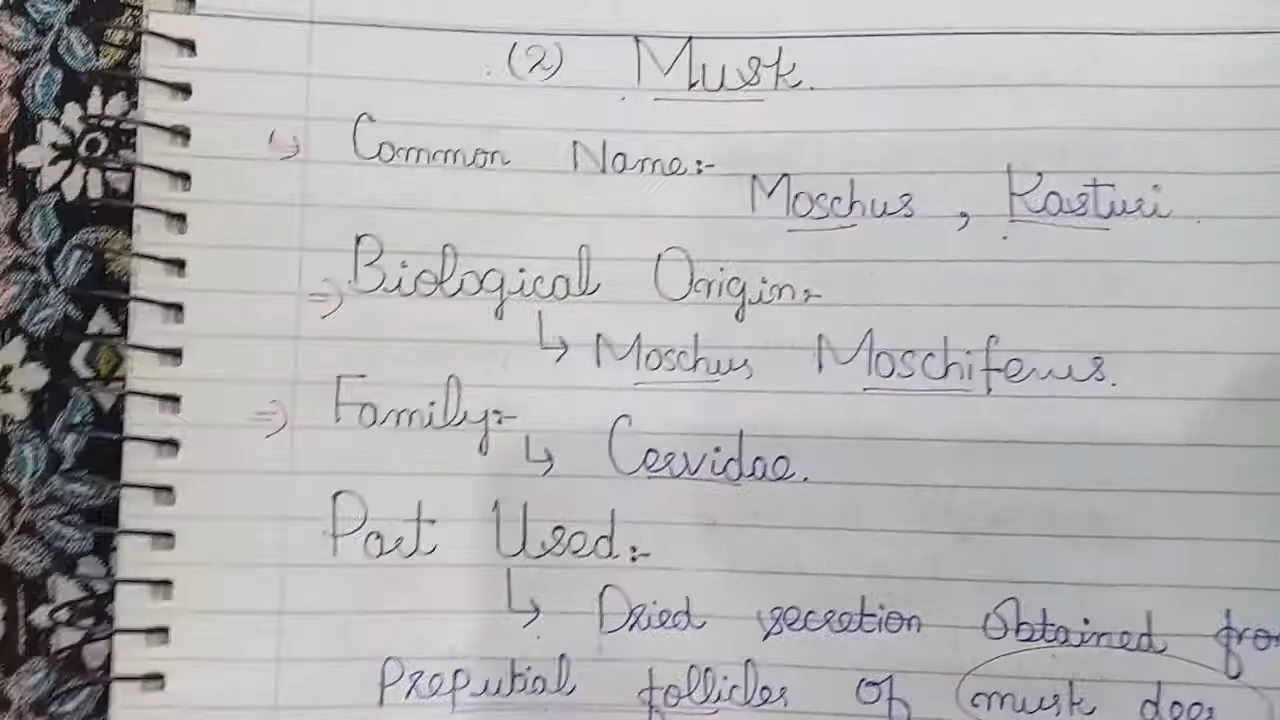 (2) Musk.
Common Name:-
Moschus, Kasturi
Biological Origin:-
↳ Moschus Moschiferus.
Family:-
↳ Cervidae.
Part Used:-
↳ Dried secretion Obtained fro
Preputial follicles of musk deer